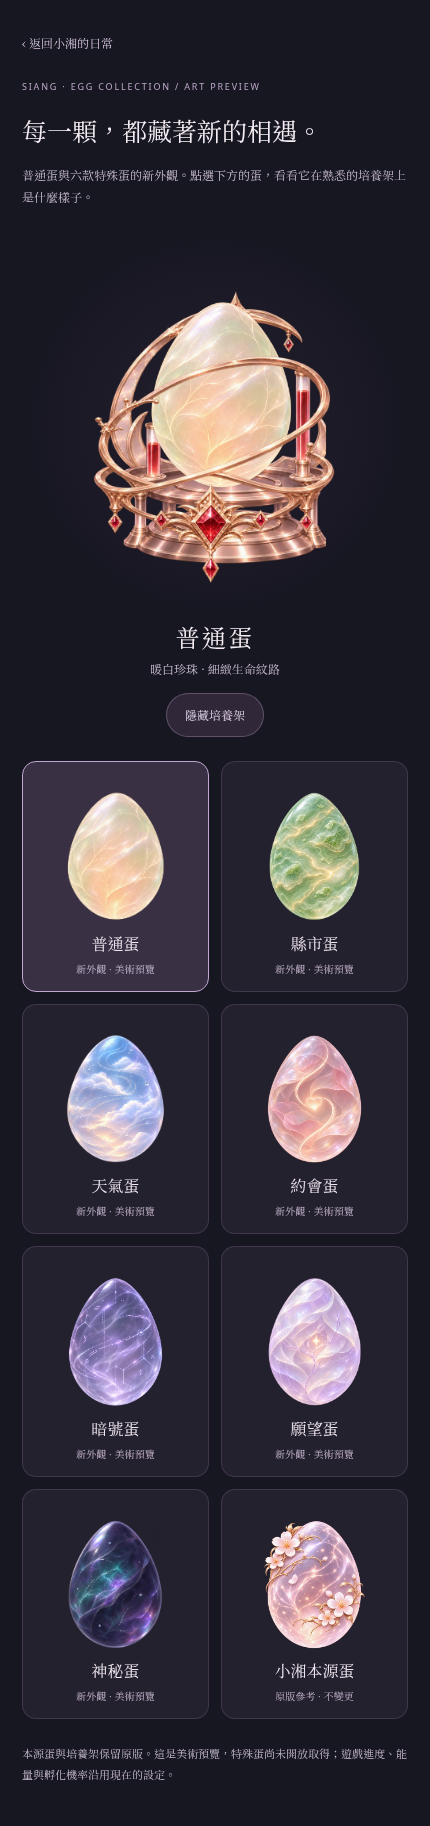 ‹ 返回小湘的日常
SIANG · EGG COLLECTION / ART PREVIEW
每一顆，都藏著新的相遇。
普通蛋與六款特殊蛋的新外觀。點選下方的蛋，看看它在熟悉的培養架上
是什麼樣子。
普通蛋
暖白珍珠 · 細緻生命紋路
隱藏培養架
普通蛋
新外觀 · 美術預覽
縣市蛋
新外觀 · 美術預覽
天氣蛋
新外觀 · 美術預覽
約會蛋
新外觀 · 美術預覽
暗號蛋
新外觀 · 美術預覽
願望蛋
新外觀 · 美術預覽
神秘蛋
新外觀 · 美術預覽
小湘本源蛋
原版參考 · 不變更
本源蛋與培養架保留原版。這是美術預覽，特殊蛋尚未開放取得；遊戲進度、能
量與孵化機率沿用現在的設定。